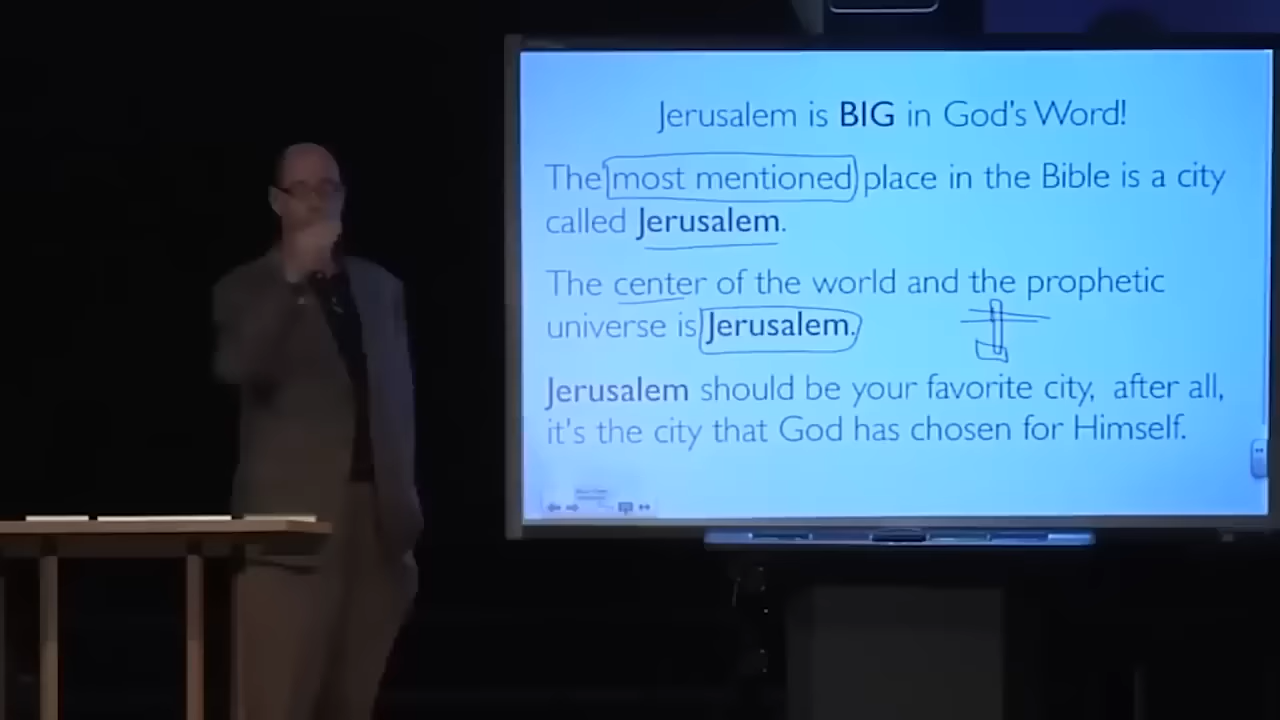 Jerusalem is BIG in God's Word!
The most mentioned place in the Bible is a city
called Jerusalem.
The center of the world and the prophetic
universe is Jerusalem.
Jerusalem should be your favorite city, after all,
it's the city that God has chosen for Himself.